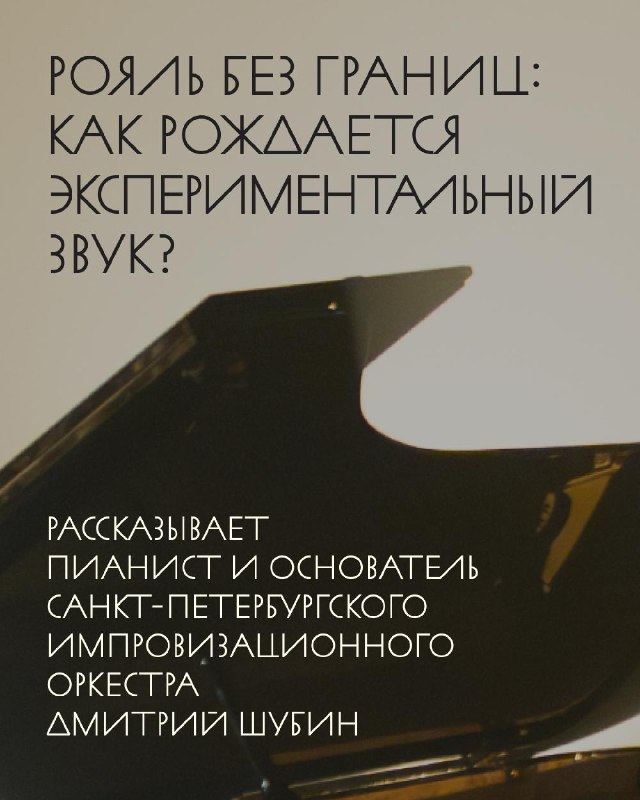 РОЯЛЬ БЕЗ ГРАНИЦ:
КАК РОЖДАЕТСЯ
ЭКСПЕРИМЕНТАЛЬНЫЙ
ЗВУК?
РАССКАЗЫВАЕТ
ПИАНИСТ И ОСНОВАТЕЛЬ
САНКТ-ПЕТЕРБУРГСКОГО
ИМПРОВИЗАЦИОННОГО
ОРКЕСТРА
ДМИТРИЙ ШУБИН